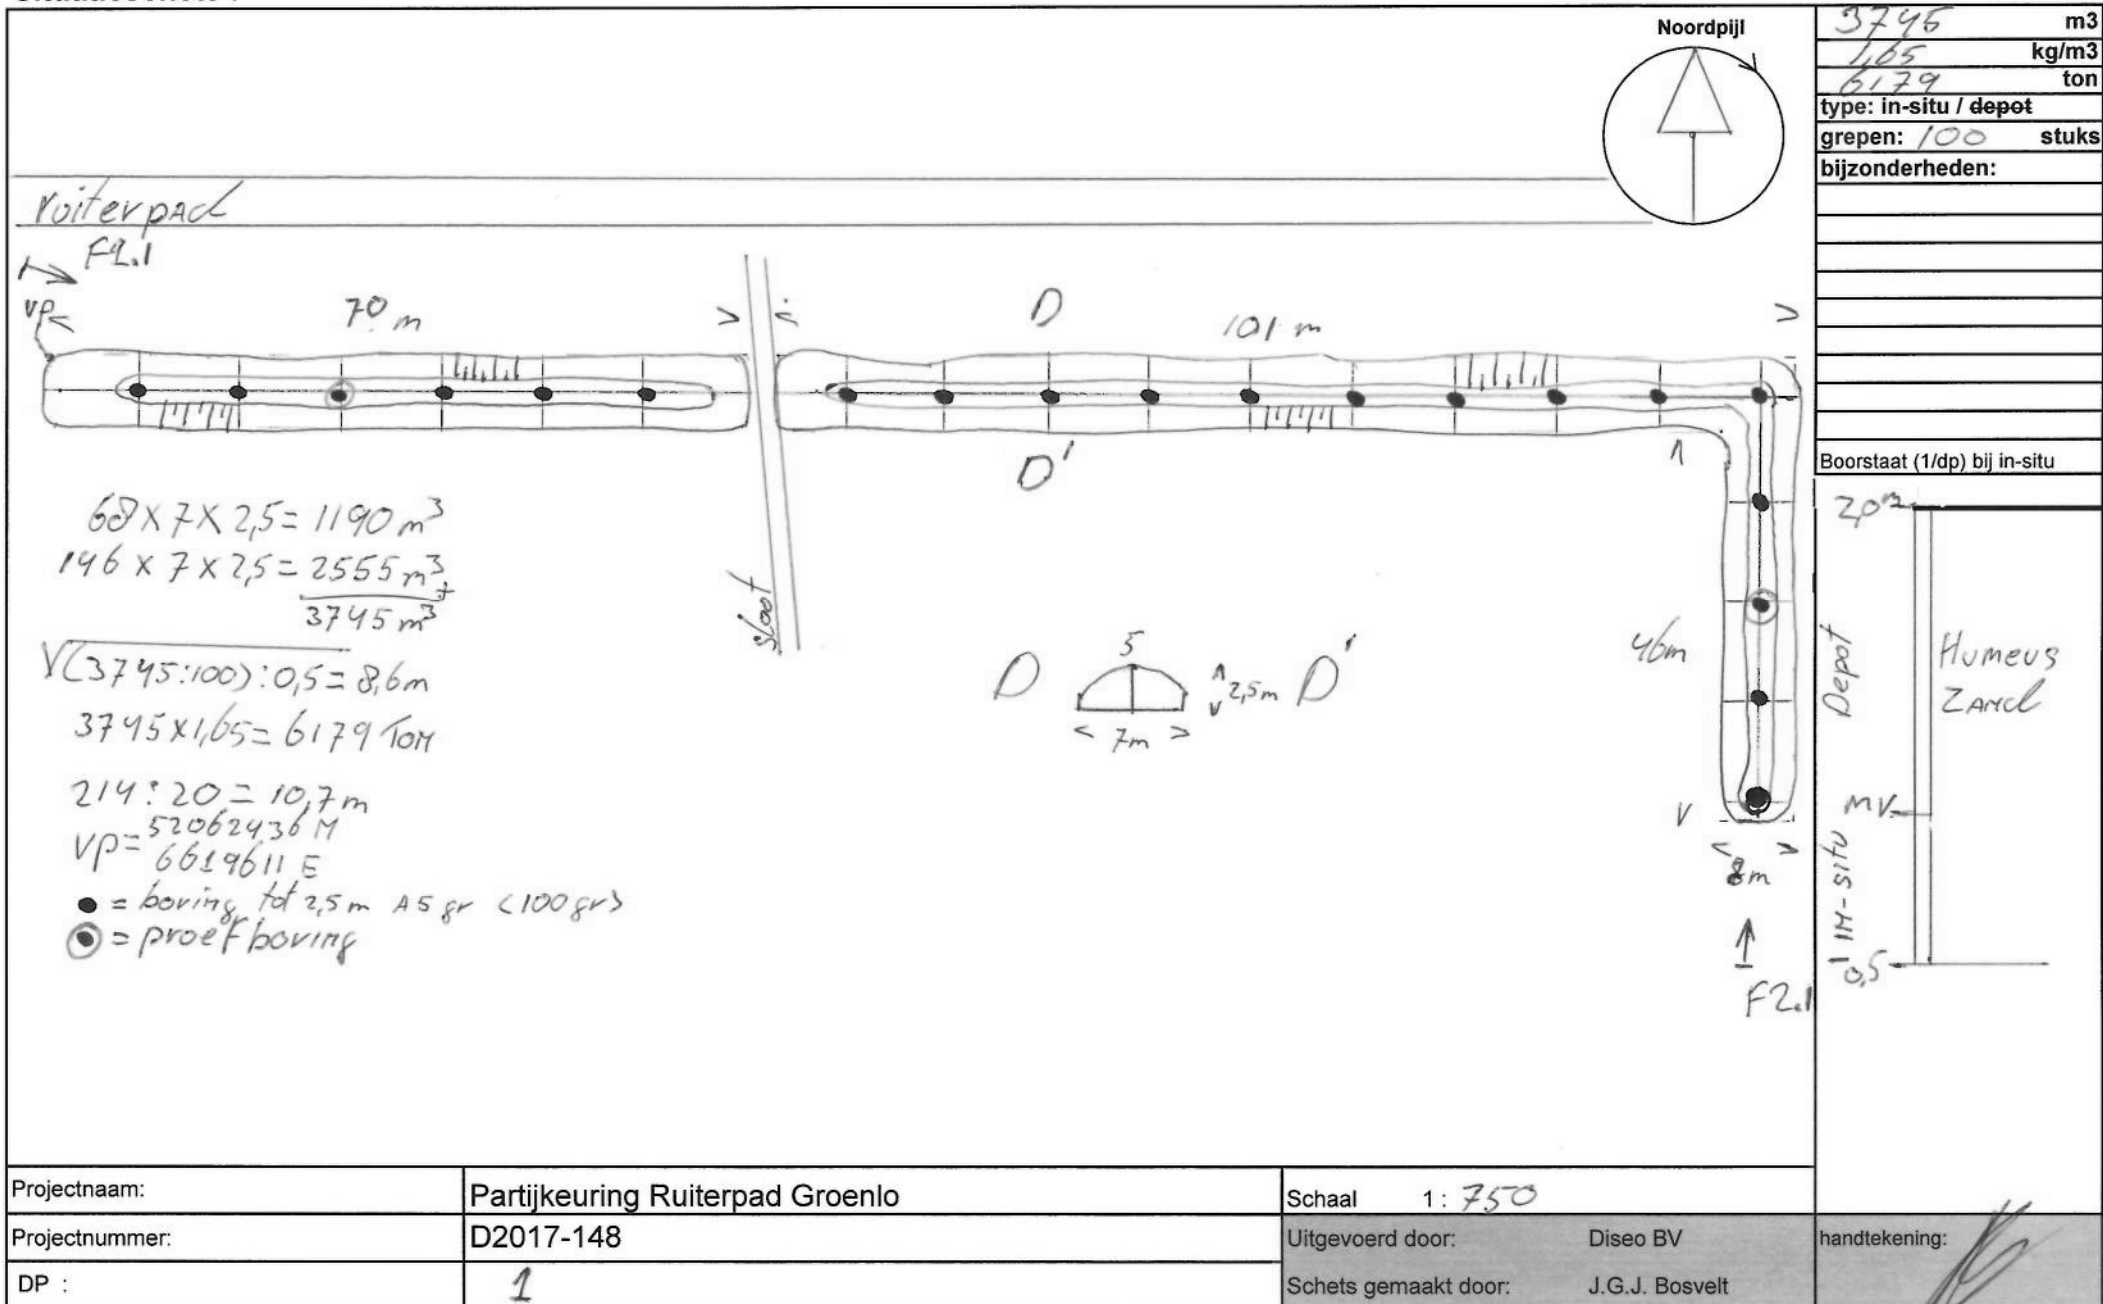 Noordpijl
3745 m3
1,65 kg/m3
6179 ton
type: in-situ / depot
grepen: 100 stuks
bijzonderheden:
ruiterpad
F2.1
vp
70 m
D
101 m
D'
Boorstaat (1/dp) bij in-situ
68 x 7 x 2,5 = 1190 m³
146 x 7 x 2,5 = 2555 m³ +
3745 m³
√(3745:100):0,5 = 8,6m
3745x1,65 = 6179 Ton
214 : 20 = 10,7 m
VP = 52062436 N
6619611 E
● = boring tot 2,5 m A5 gr <100gr>
= proefboring
sloot
D 5 2,5m D'
< 7m >
46m
8m
F2.1
2,0m
Depot
Humeus
Zand
MV
IN-situ
0,5
Projectnaam: Partijkeuring Ruiterpad Groenlo
Schaal 1: 750
Projectnummer: D2017-148
Uitgevoerd door: Diseo BV
handtekening:
DP : 1
Schets gemaakt door: J.G.J. Bosvelt